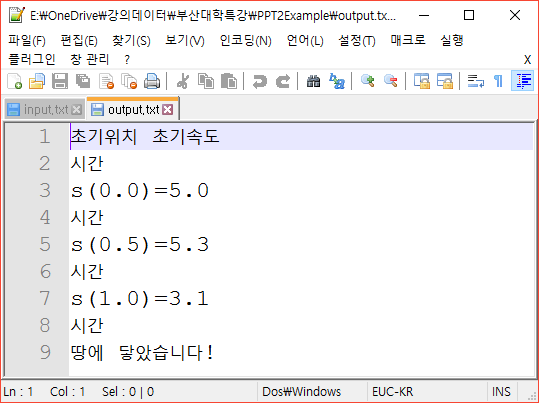 E:₩OneDrive₩강의데이터₩부산대학특강₩PPT2Example₩output.tx...
파일(F) 편집(E) 찾기(S) 보기(V) 인코딩(N) 언어(L) 설정(T) 매크로 실행
플러그인 창 관리 ? X
input.txt output.txt
1 초기위치 초기속도
2 시간
3 s(0.0)=5.0
4 시간
5 s(0.5)=5.3
6 시간
7 s(1.0)=3.1
8 시간
9 땅에 닿았습니다!
Ln : 1 Col : 1 Sel : 0 | 0 Dos₩Windows EUC-KR INS